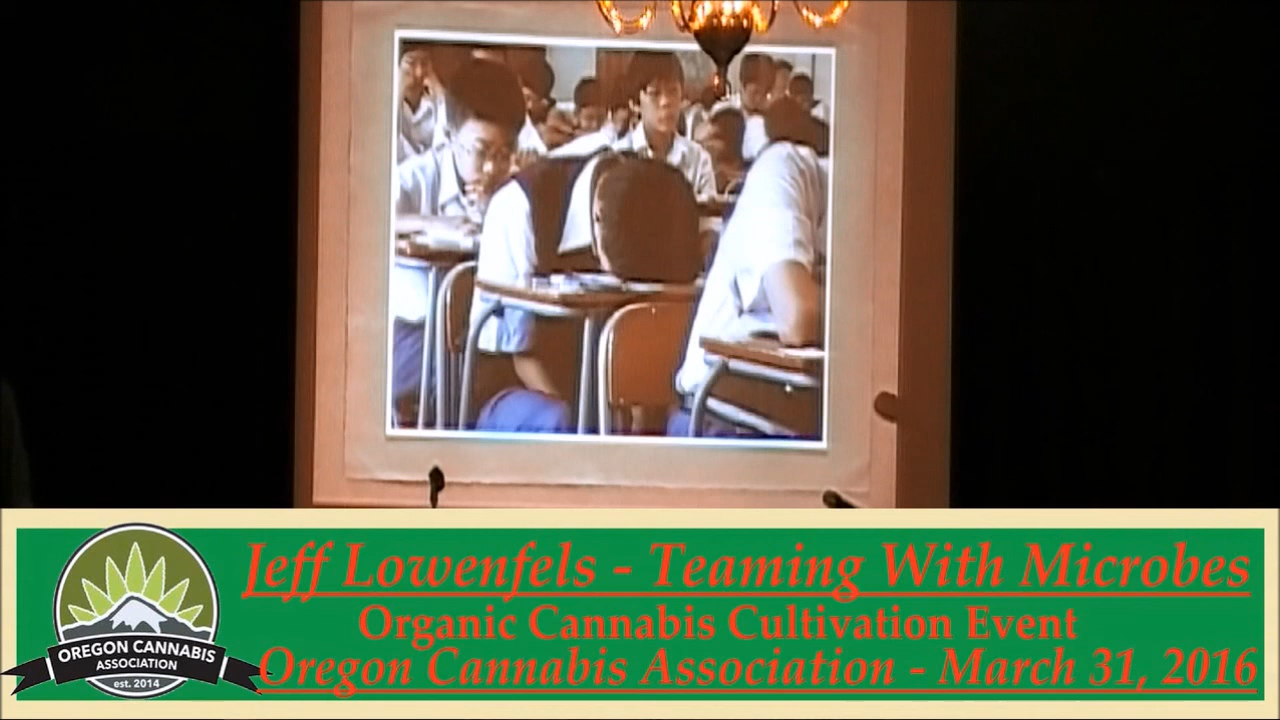 Jeff Lowenfels - Teaming With Microbes
Organic Cannabis Cultivation Event
Oregon Cannabis Association - March 31, 2016
OREGON CANNABIS
ASSOCIATION
est. 2014